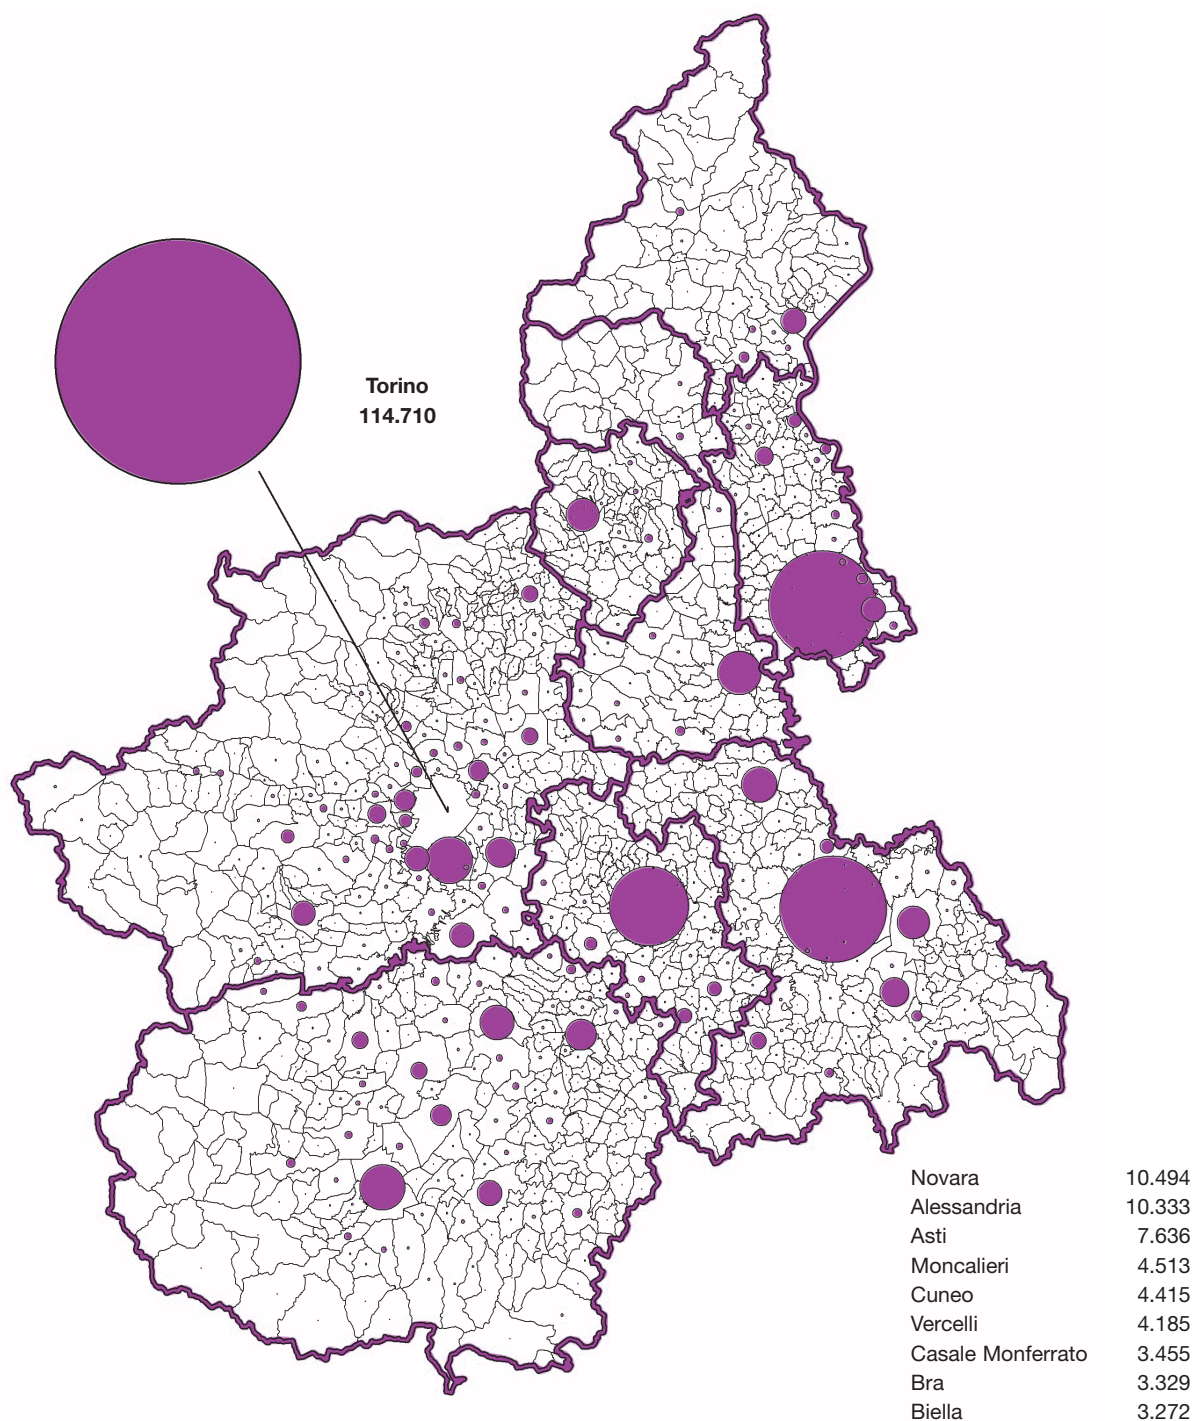 Torino
114.710
Novara 10.494
Alessandria 10.333
Asti 7.636
Moncalieri 4.513
Cuneo 4.415
Vercelli 4.185
Casale Monferrato 3.455
Bra 3.329
Biella 3.272